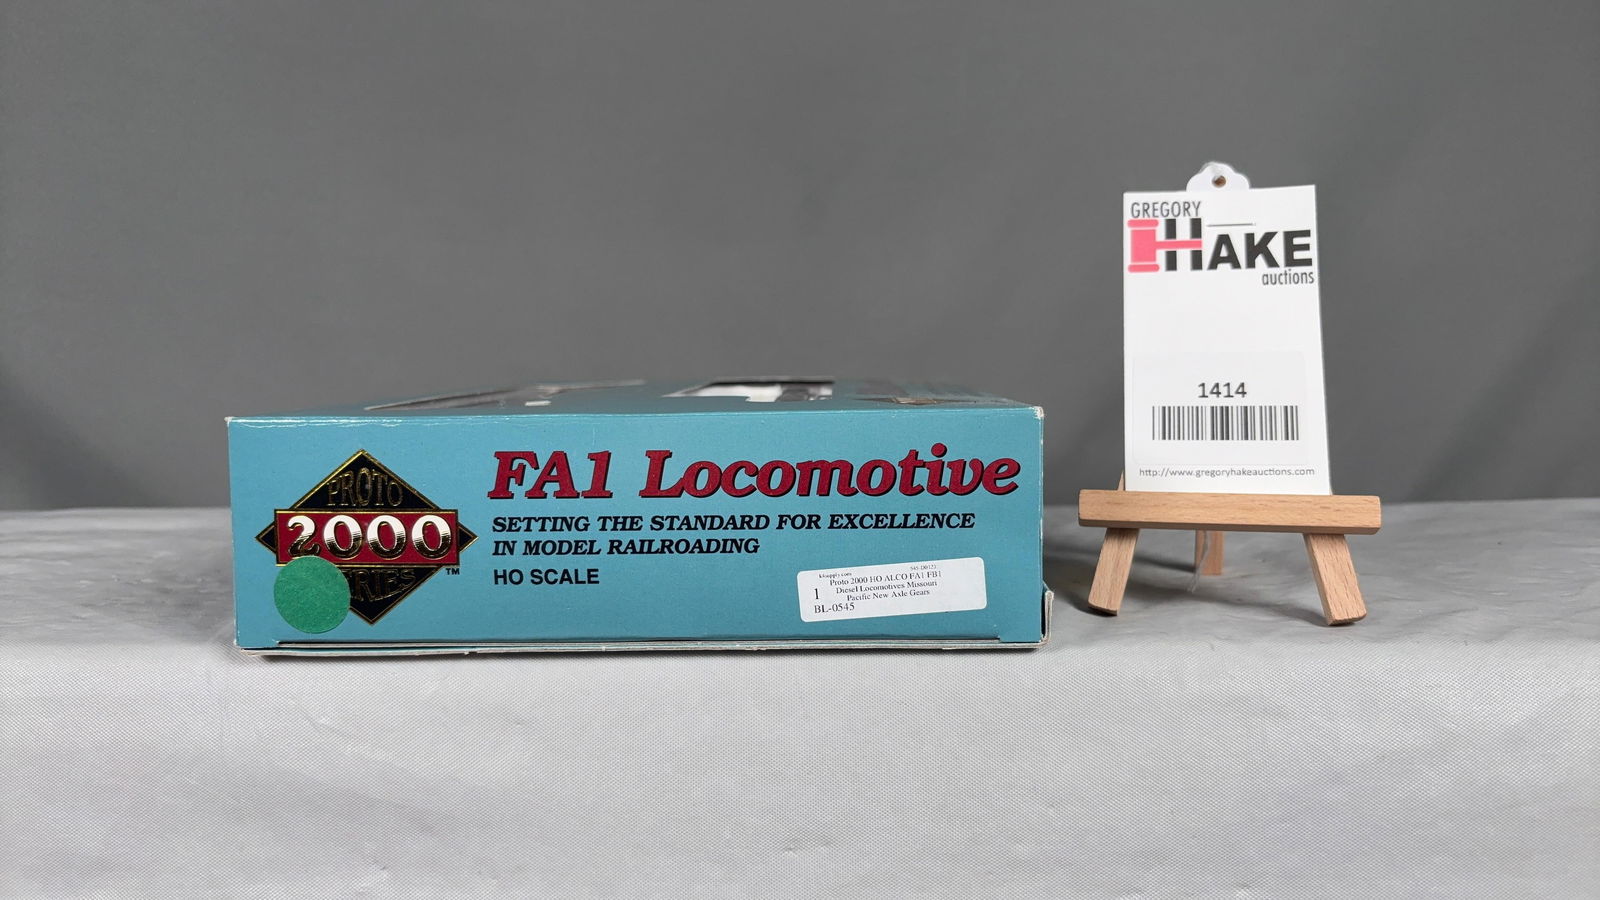 PROTO
2000
SERIES
TM
FA1 Locomotive
SETTING THE STANDARD FOR EXCELLENCE
IN MODEL RAILROADING
HO SCALE
Proto 2000 HO ALCO FA1 FB1
1 Diesel Locomotives Missouri
Pacific New Axle Gears
BL-0545
GREGORY
HAKE
auctions
1414
http://www.gregoryhakeauctions.com